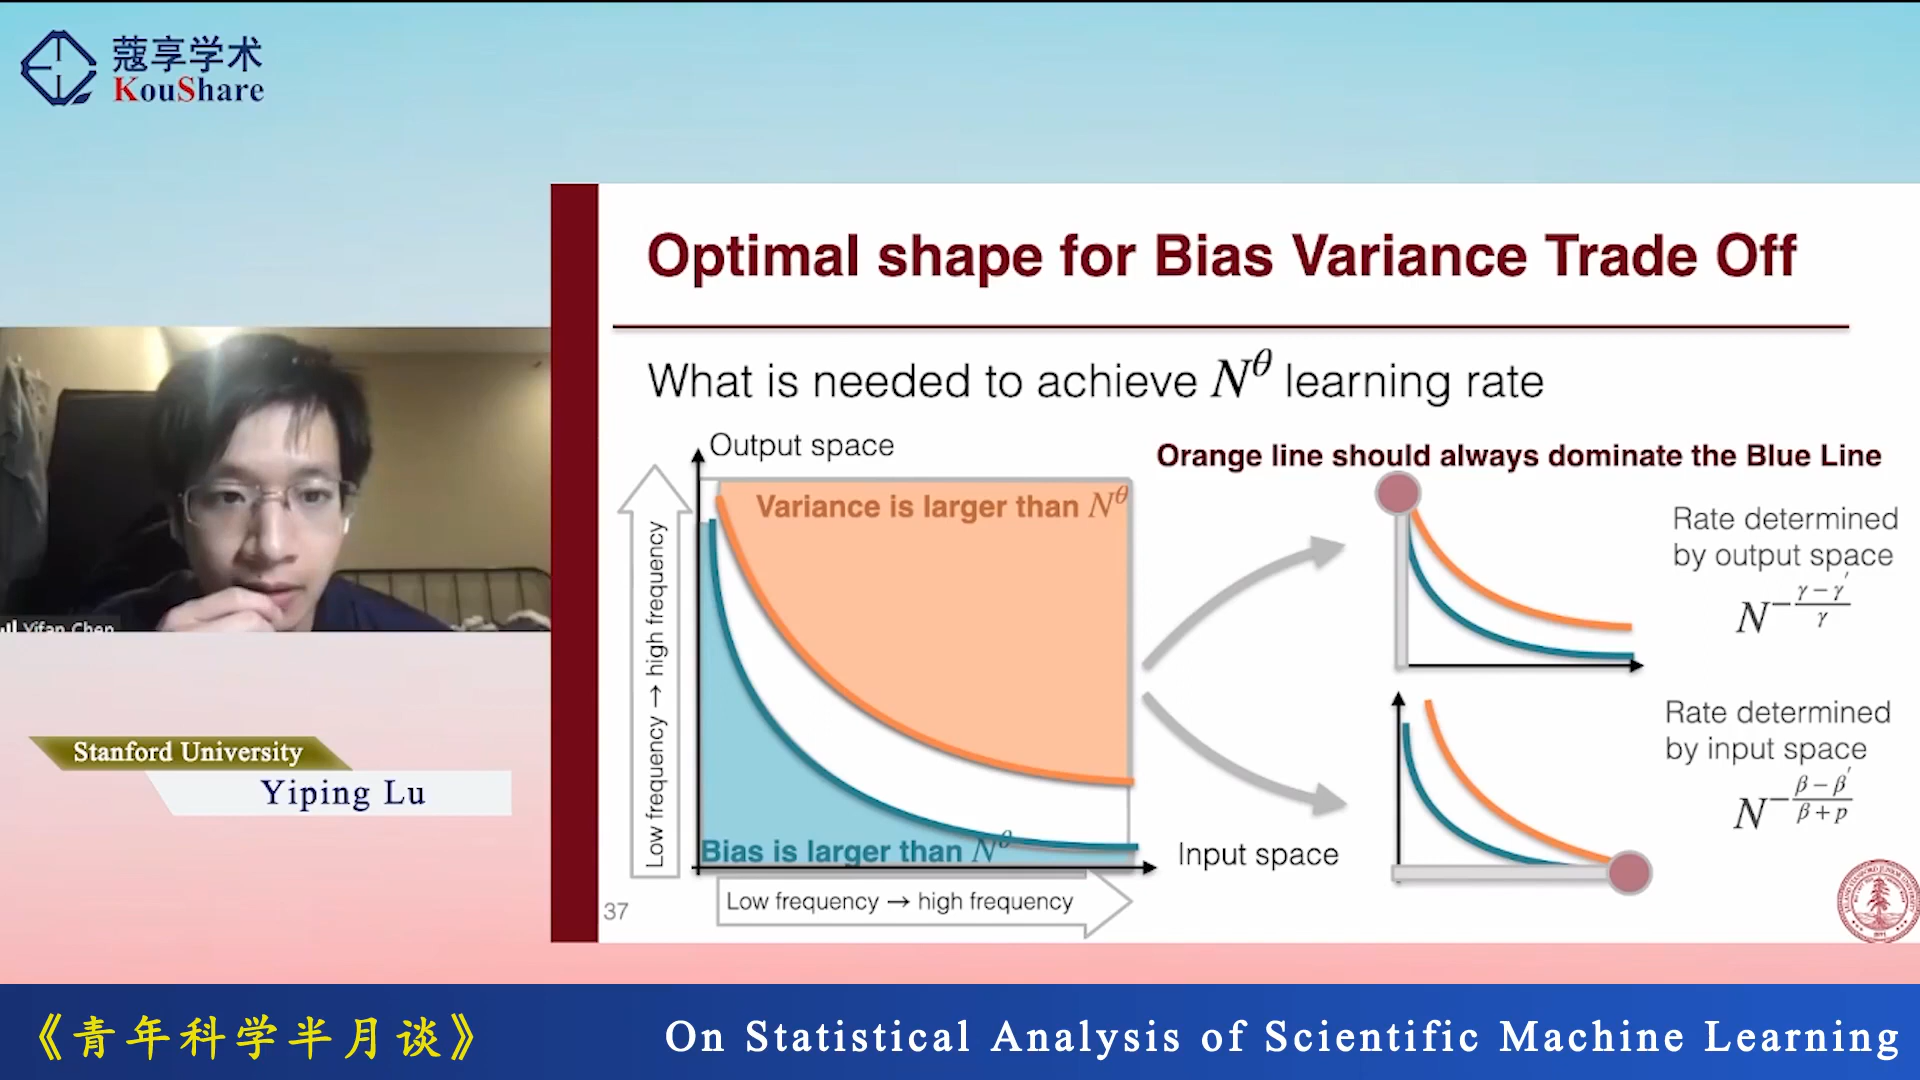 蔻享学术
KouShare
Yifan Chen
Stanford University
Yiping Lu
Optimal shape for Bias Variance Trade Off
What is needed to achieve N^θ learning rate
Output space
Variance is larger than N^θ
Bias is larger than N^θ
Low frequency → high frequency
Low frequency → high frequency
Input space
37
Orange line should always dominate the Blue Line
Rate determined
by output space
N^{-\frac{γ-γ'}{γ}}
Rate determined
by input space
N^{-\frac{β-β'}{β+p}}
《青年科学半月谈》
On Statistical Analysis of Scientific Machine Learning